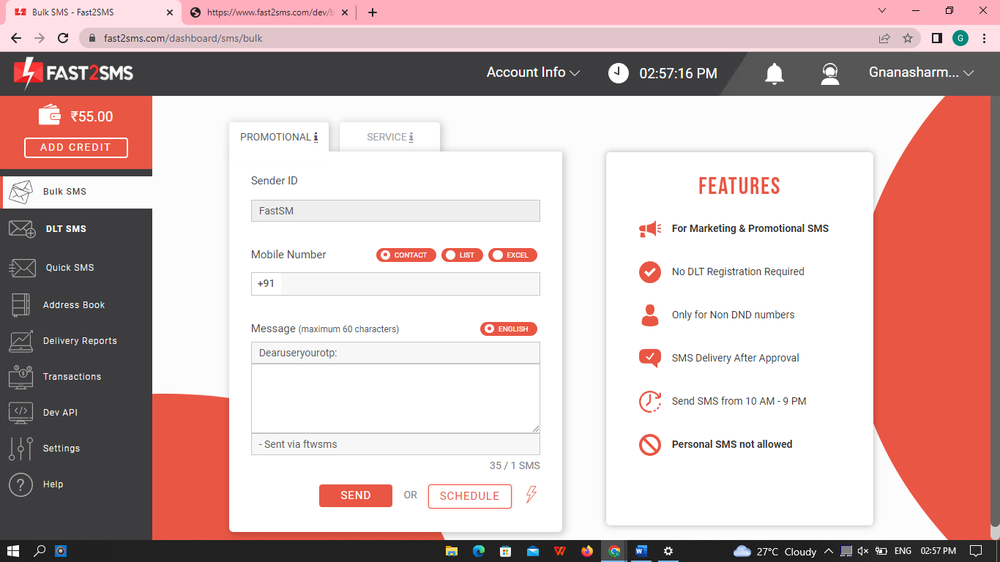 Bulk SMS - Fast2SMS
https://www.fast2sms.com/dev/b
fast2sms.com/dashboard/sms/bulk
G
FAST2SMS
Account Info
02:57:16 PM
Gnanasharm...
₹55.00
ADD CREDIT
Bulk SMS
DLT SMS
Quick SMS
Address Book
Delivery Reports
Transactions
Dev API
Settings
Help
PROMOTIONAL i
SERVICE i
Sender ID
FastSM
Mobile Number
CONTACT
LIST
EXCEL
+91
Message (maximum 60 characters)
ENGLISH
Dearuseryourotp:
- Sent via ftwsms
35 / 1 SMS
SEND
OR
SCHEDULE
FEATURES
For Marketing & Promotional SMS
No DLT Registration Required
Only for Non DND numbers
SMS Delivery After Approval
Send SMS from 10 AM - 9 PM
Personal SMS not allowed
27°C Cloudy
ENG
02:57 PM